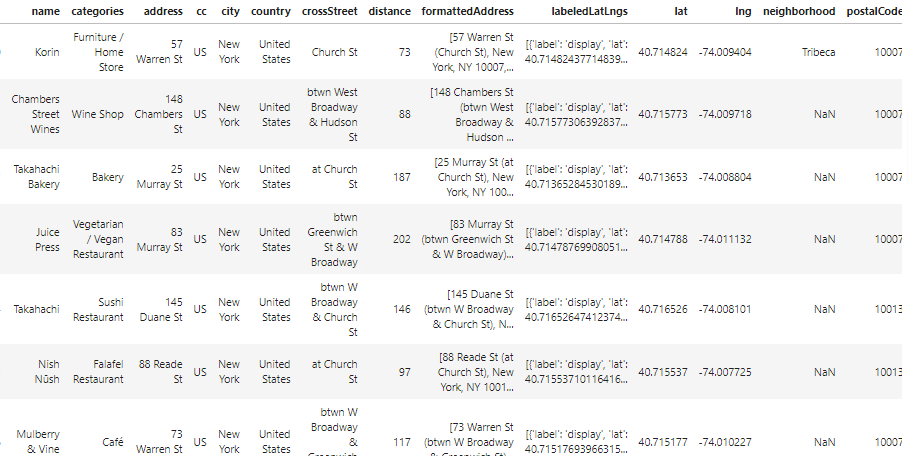 name categories address cc city country crossStreet distance formattedAddress labeledLatLngs lat lng neighborhood postalCode
Korin
Furniture /
Home
Store
57
Warren St
US
New
York
United
States
Church St
73
[57 Warren St
(Church St), New
York, NY 10007,...
[{'label': 'display', 'lat':
40.71482437714839...
40.714824
-74.009404
Tribeca
10007
Chambers
Street
Wines
Wine Shop
148
Chambers
St
US
New
York
United
States
btwn West
Broadway
& Hudson
St
88
[148 Chambers St
(btwn West
Broadway &
Hudson ...
[{'label': 'display', 'lat':
40.71577306392837...
40.715773
-74.009718
NaN
10007
Takahachi
Bakery
Bakery
25
Murray St
US
New
York
United
States
at Church
St
187
[25 Murray St (at
Church St), New
York, NY 100...
[{'label': 'display', 'lat':
40.71365284530189...
40.713653
-74.008804
NaN
10007
Juice
Press
Vegetarian
/ Vegan
Restaurant
83
Murray St
US
New
York
United
States
btwn
Greenwich
St & W
Broadway
202
[83 Murray St
(btwn Greenwich St
& W Broadway)...
[{'label': 'display', 'lat':
40.71478769908051...
40.714788
-74.011132
NaN
10007
Takahachi
Sushi
Restaurant
145
Duane St
US
New
York
United
States
btwn W
Broadway
& Church
St
146
[145 Duane St
(btwn W Broadway
& Church St), N...
[{'label': 'display', 'lat':
40.71652647412374...
40.716526
-74.008101
NaN
10013
Nish
Nūsh
Falafel
Restaurant
88 Reade
St
US
New
York
United
States
at Church
St
97
[88 Reade St (at
Church St), New
York, NY 1001...
[{'label': 'display', 'lat':
40.71553710116416...
40.715537
-74.007725
NaN
10013
Mulberry
& Vine
Café
73
Warren St
US
New
York
United
States
btwn W
Broadway
&
Greenwich
117
[73 Warren St
(btwn W Broadway
& Greenwich St)...
[{'label': 'display', 'lat':
40.71517693966315...
40.715177
-74.010227
NaN
10007